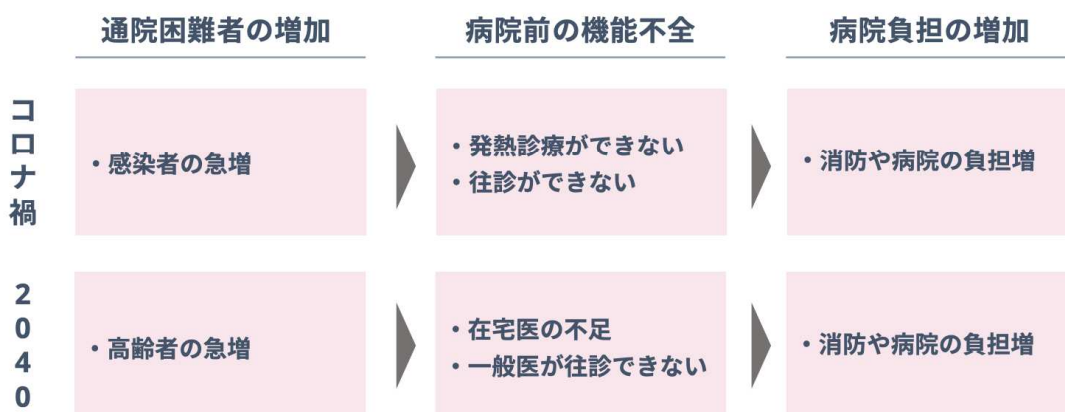 通院困難者の増加
病院前の機能不全
病院負担の増加
コロナ禍
・感染者の急増
・発熱診療ができない
・往診ができない
・消防や病院の負担増
2040
・高齢者の急増
・在宅医の不足
・一般医が往診できない
・消防や病院の負担増